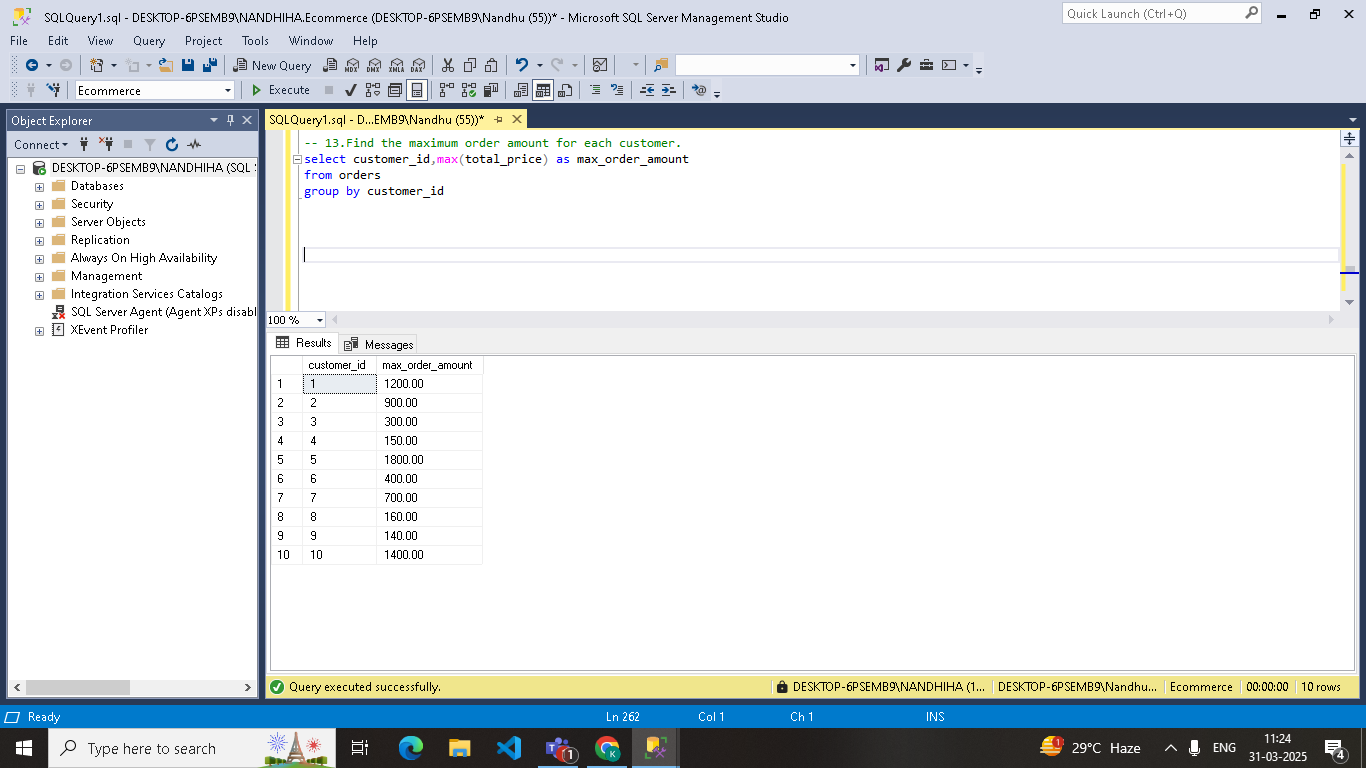 SQLQuery1.sql - DESKTOP-6PSEMB9\NANDHIHA.Ecommerce (DESKTOP-6PSEMB9\Nandhu (55))* - Microsoft SQL Server Management Studio
Quick Launch (Ctrl+Q)
File Edit View Query Project Tools Window Help
New Query MDX DMX XMLA DAX
Ecommerce Execute
Object Explorer
Connect
DESKTOP-6PSEMB9\NANDHIHA (SQL S
Databases
Security
Server Objects
Replication
Always On High Availability
Management
Integration Services Catalogs
SQL Server Agent (Agent XPs disabl
XEvent Profiler
SQLQuery1.sql - D...EMB9\Nandhu (55))*
-- 13.Find the maximum order amount for each customer.
select customer_id,max(total_price) as max_order_amount
from orders
group by customer_id
100 %
Results Messages
customer_id max_order_amount
1 1 1200.00
2 2 900.00
3 3 300.00
4 4 150.00
5 5 1800.00
6 6 400.00
7 7 700.00
8 8 160.00
9 9 140.00
10 10 1400.00
Query executed successfully. DESKTOP-6PSEMB9\NANDHIHA (1... DESKTOP-6PSEMB9\Nandhu... Ecommerce 00:00:00 10 rows
Ready Ln 262 Col 1 Ch 1 INS
Type here to search 1 1 29°C Haze ENG 11:24
31-03-2025 4